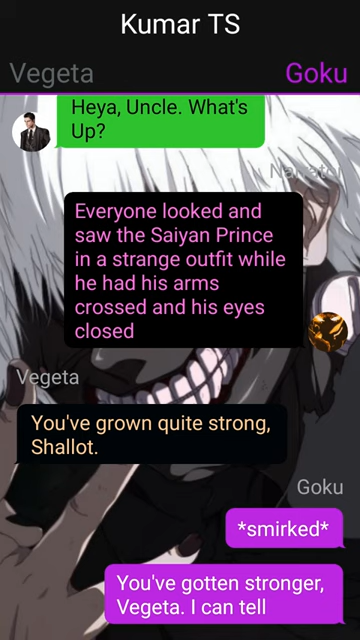 Kumar TS
Vegeta
Goku
Heya, Uncle. What's
Up?
Narrator
Everyone looked and
saw the Saiyan Prince
in a strange outfit while
he had his arms
crossed and his eyes
closed
Vegeta
You've grown quite strong,
Shallot.
Goku
*smirked*
You've gotten stronger,
Vegeta. I can tell